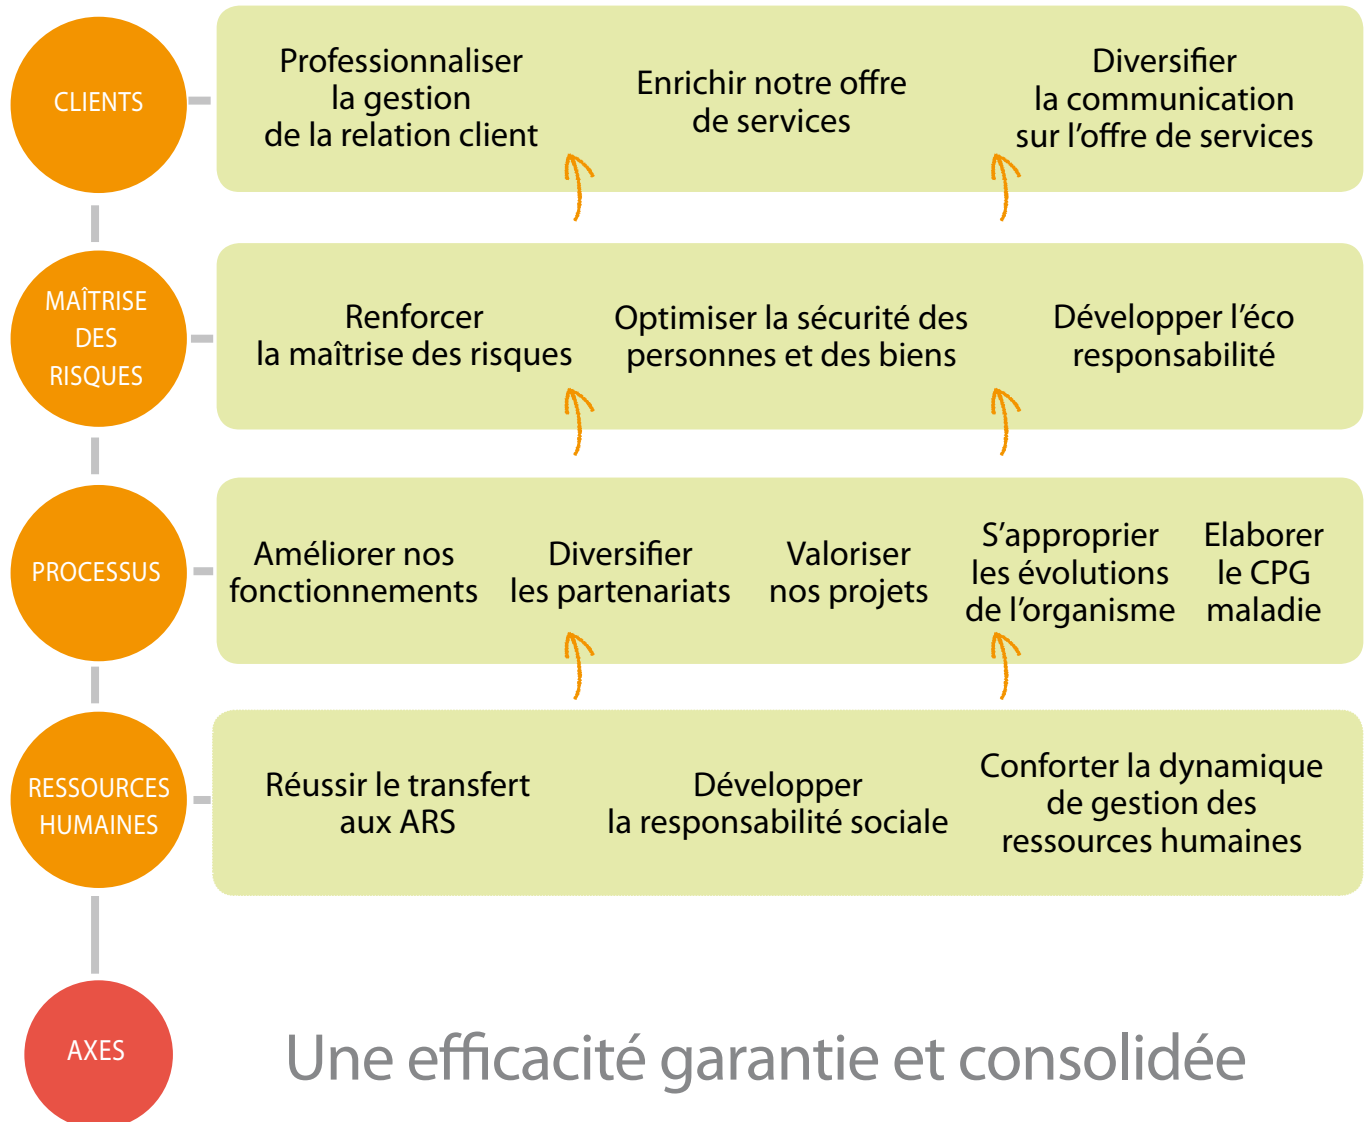 CLIENTS
Professionnaliser
la gestion
de la relation client
Enrichir notre offre
de services
Diversifier
la communication
sur l’offre de services
MAÎTRISE
DES
RISQUES
Renforcer
la maîtrise des risques
Optimiser la sécurité des
personnes et des biens
Développer l’éco
responsabilité
PROCESSUS
Améliorer nos
fonctionnements
Diversifier
les partenariats
Valoriser
nos projets
S’approprier
les évolutions
de l’organisme
Elaborer
le CPG
maladie
RESSOURCES
HUMAINES
Réussir le transfert
aux ARS
Développer
la responsabilité sociale
Conforter la dynamique
de gestion des
ressources humaines
AXES
Une efficacité garantie et consolidée